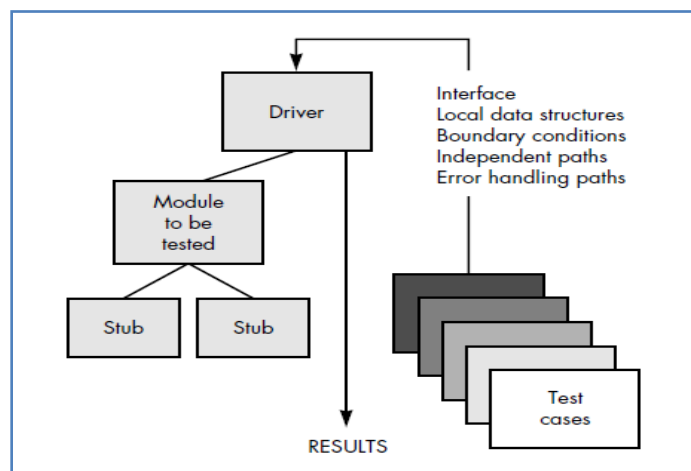 Driver
Interface
Local data structures
Boundary conditions
Independent paths
Error handling paths
Module
to be
tested
Stub
Stub
Test
cases
RESULTS